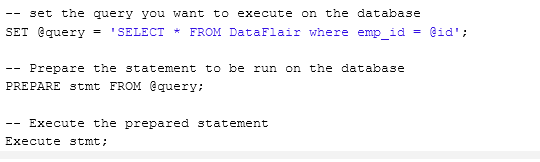 -- set the query you want to execute on the database
SET @query = 'SELECT * FROM DataFlair where emp_id = @id';
-- Prepare the statement to be run on the database
PREPARE stmt FROM @query;
-- Execute the prepared statement
Execute stmt;